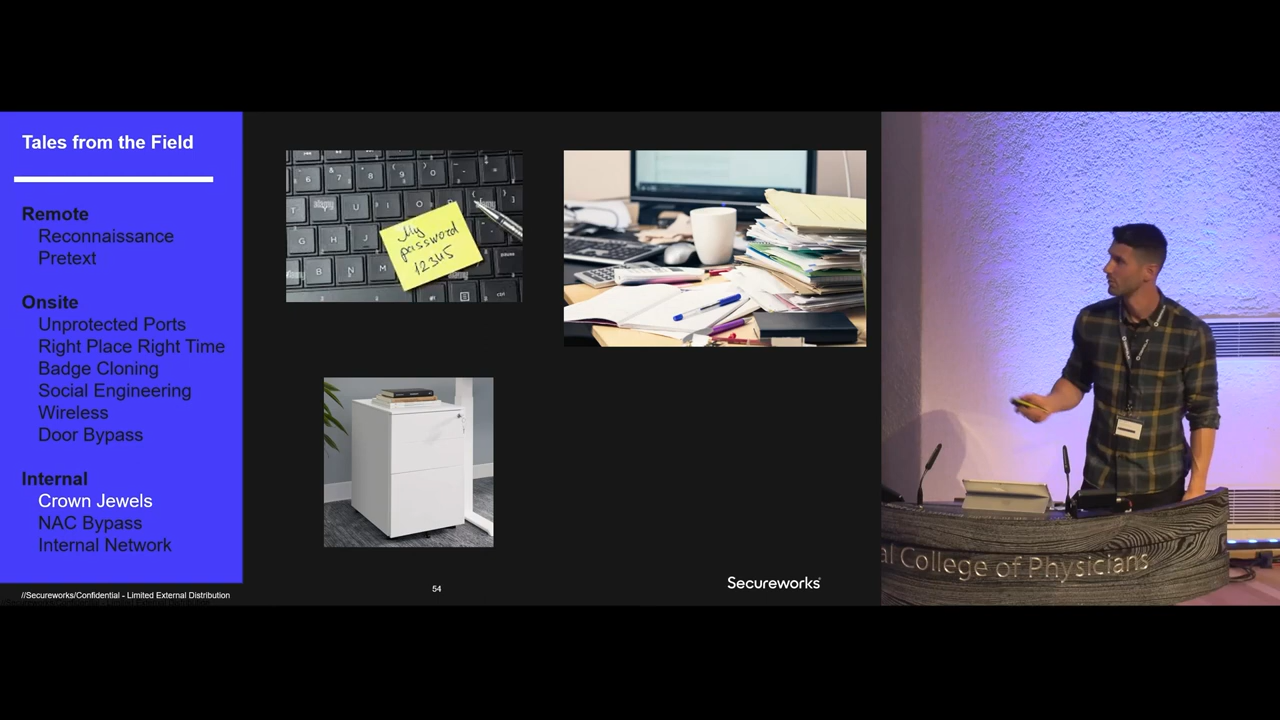 Tales from the Field
Remote
Reconnaissance
Pretext
Onsite
Unprotected Ports
Right Place Right Time
Badge Cloning
Social Engineering
Wireless
Door Bypass
Internal
Crown Jewels
NAC Bypass
Internal Network
//Secureworks/Confidential - Limited External Distribution
54
Secureworks
My
password
12345
al College of Physicians